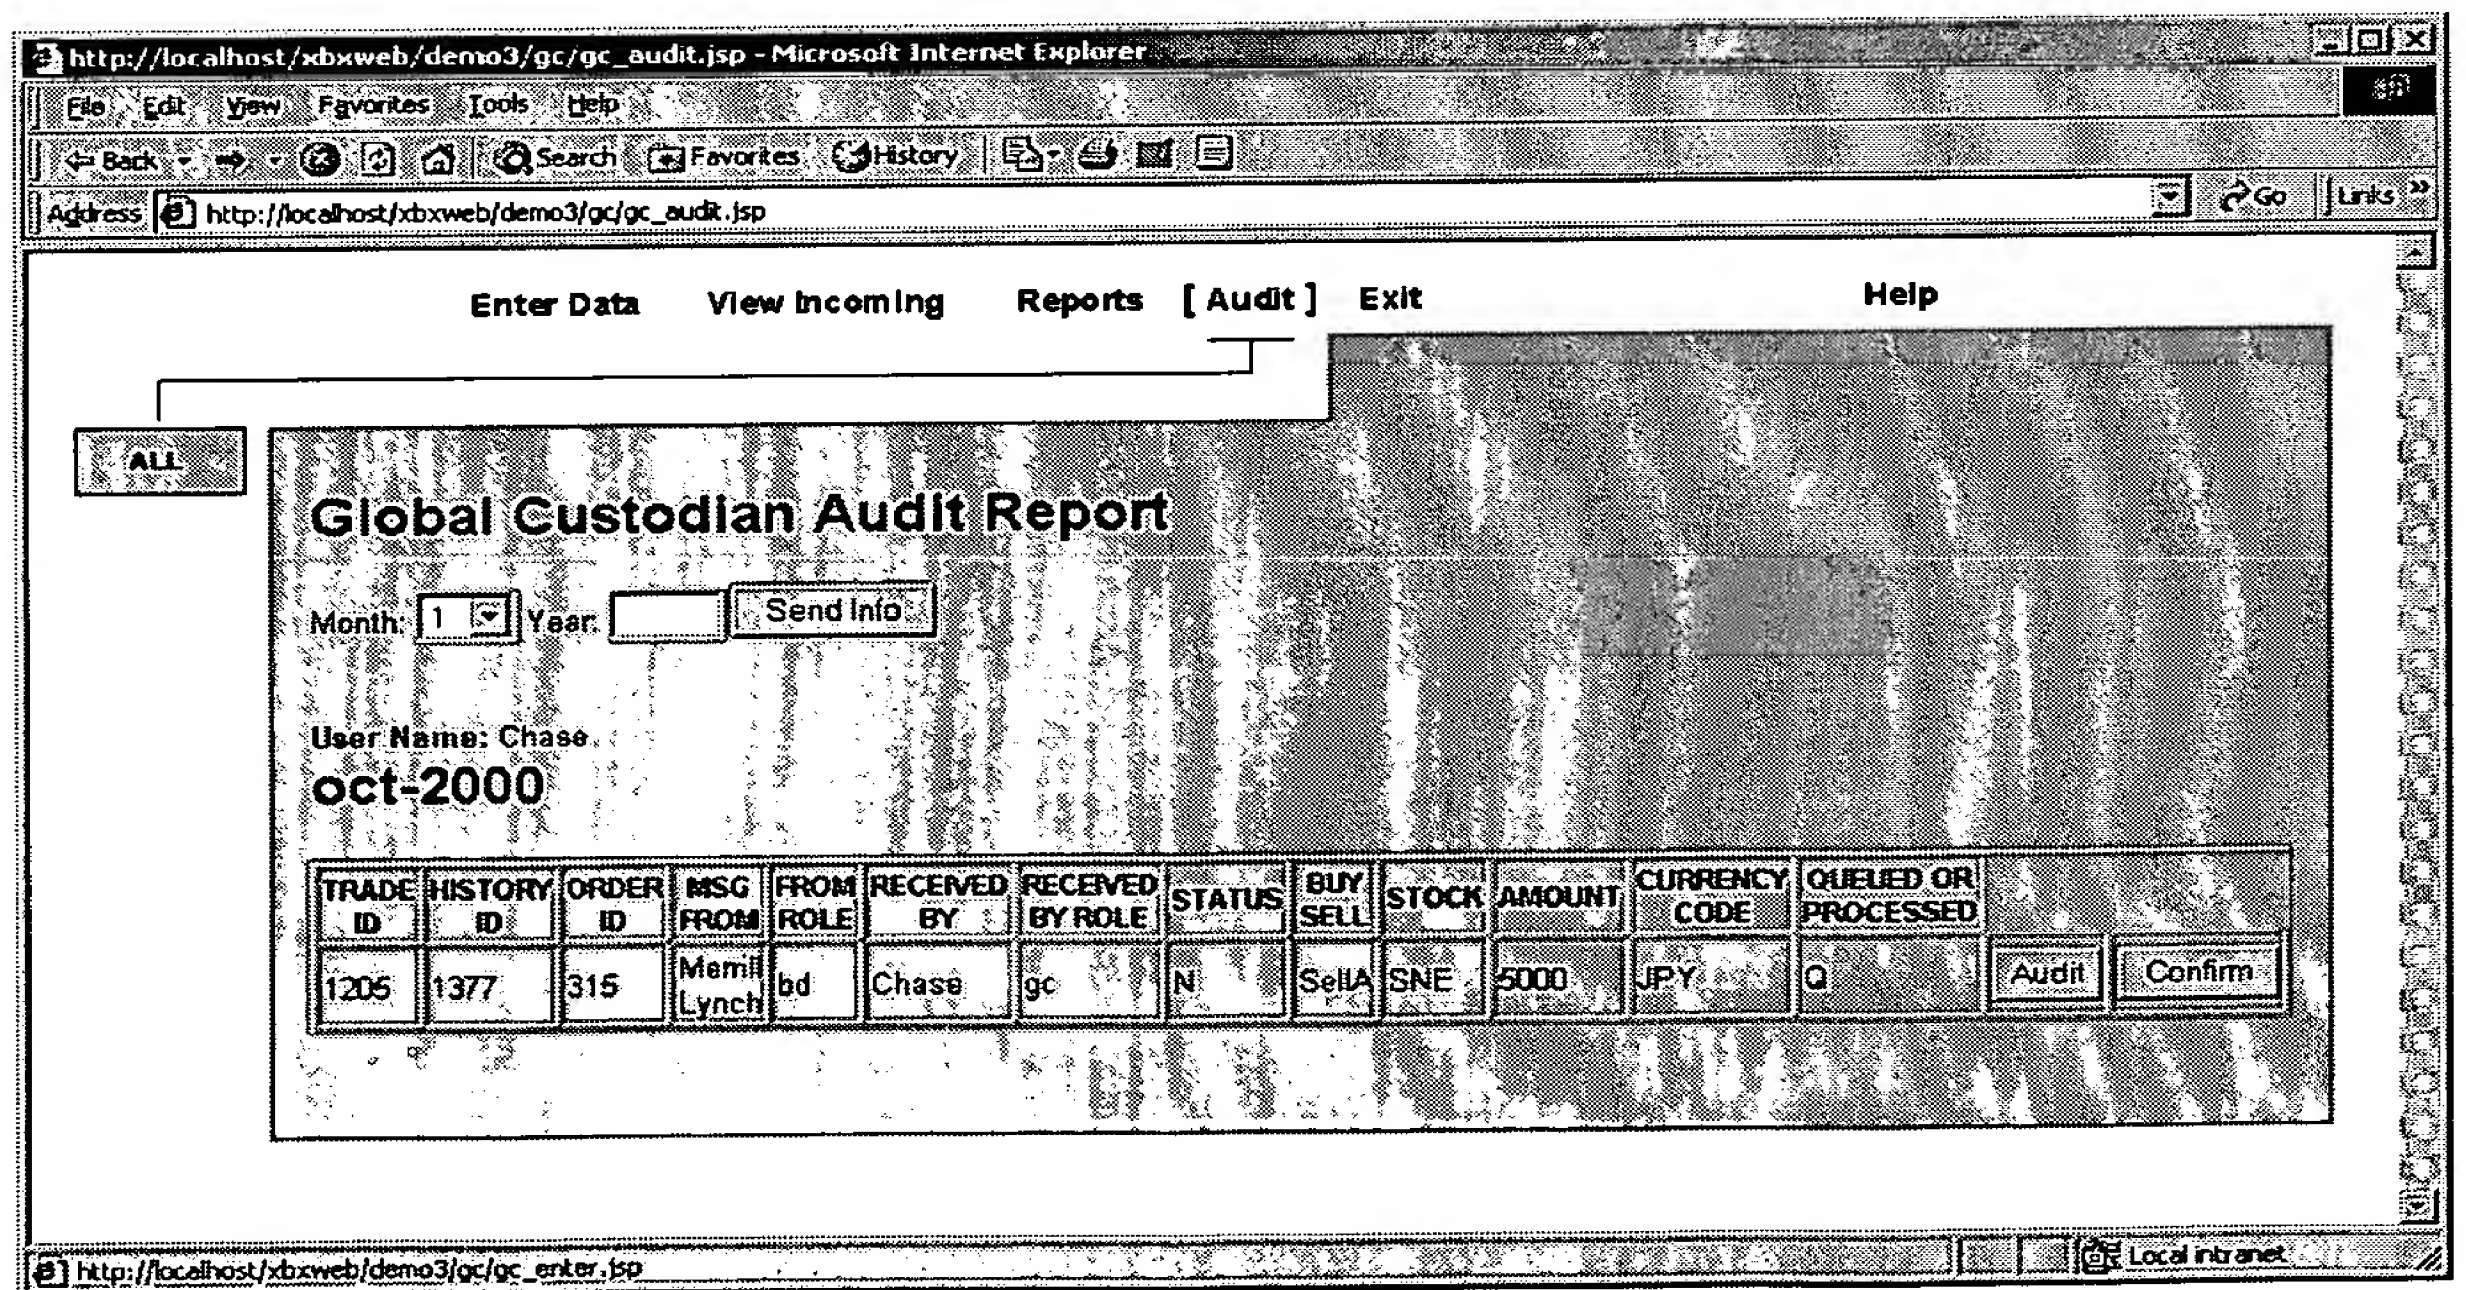 http://localhost/xbxweb/demo3/gc/gc_audit.jsp - Microsoft Internet Explorer
File Edit View Favorites Tools Help
Back Search Favorites History
Address http://localhost/xbxweb/demo3/gc/gc_audit.jsp Go Links »
Enter Data View Incoming Reports [ Audit ] Exit Help
ALL
Global Custodian Audit Report
Month: 1 Year: Send Info
User Name: Chase
oct-2000
TRADE ID HISTORY ID ORDER ID MSG FROM FROM ROLE RECEIVED BY RECEIVED BY ROLE STATUS BUY SELL STOCK AMOUNT CURRENCY CODE QUEUED OR PROCESSED
1205 1377 315 Merrill Lynch bd Chase gc N SellA SNE 5000 JPY Q Audit Confirm
http://localhost/xbxweb/demo3/gc/gc_enter.jsp Local intranet